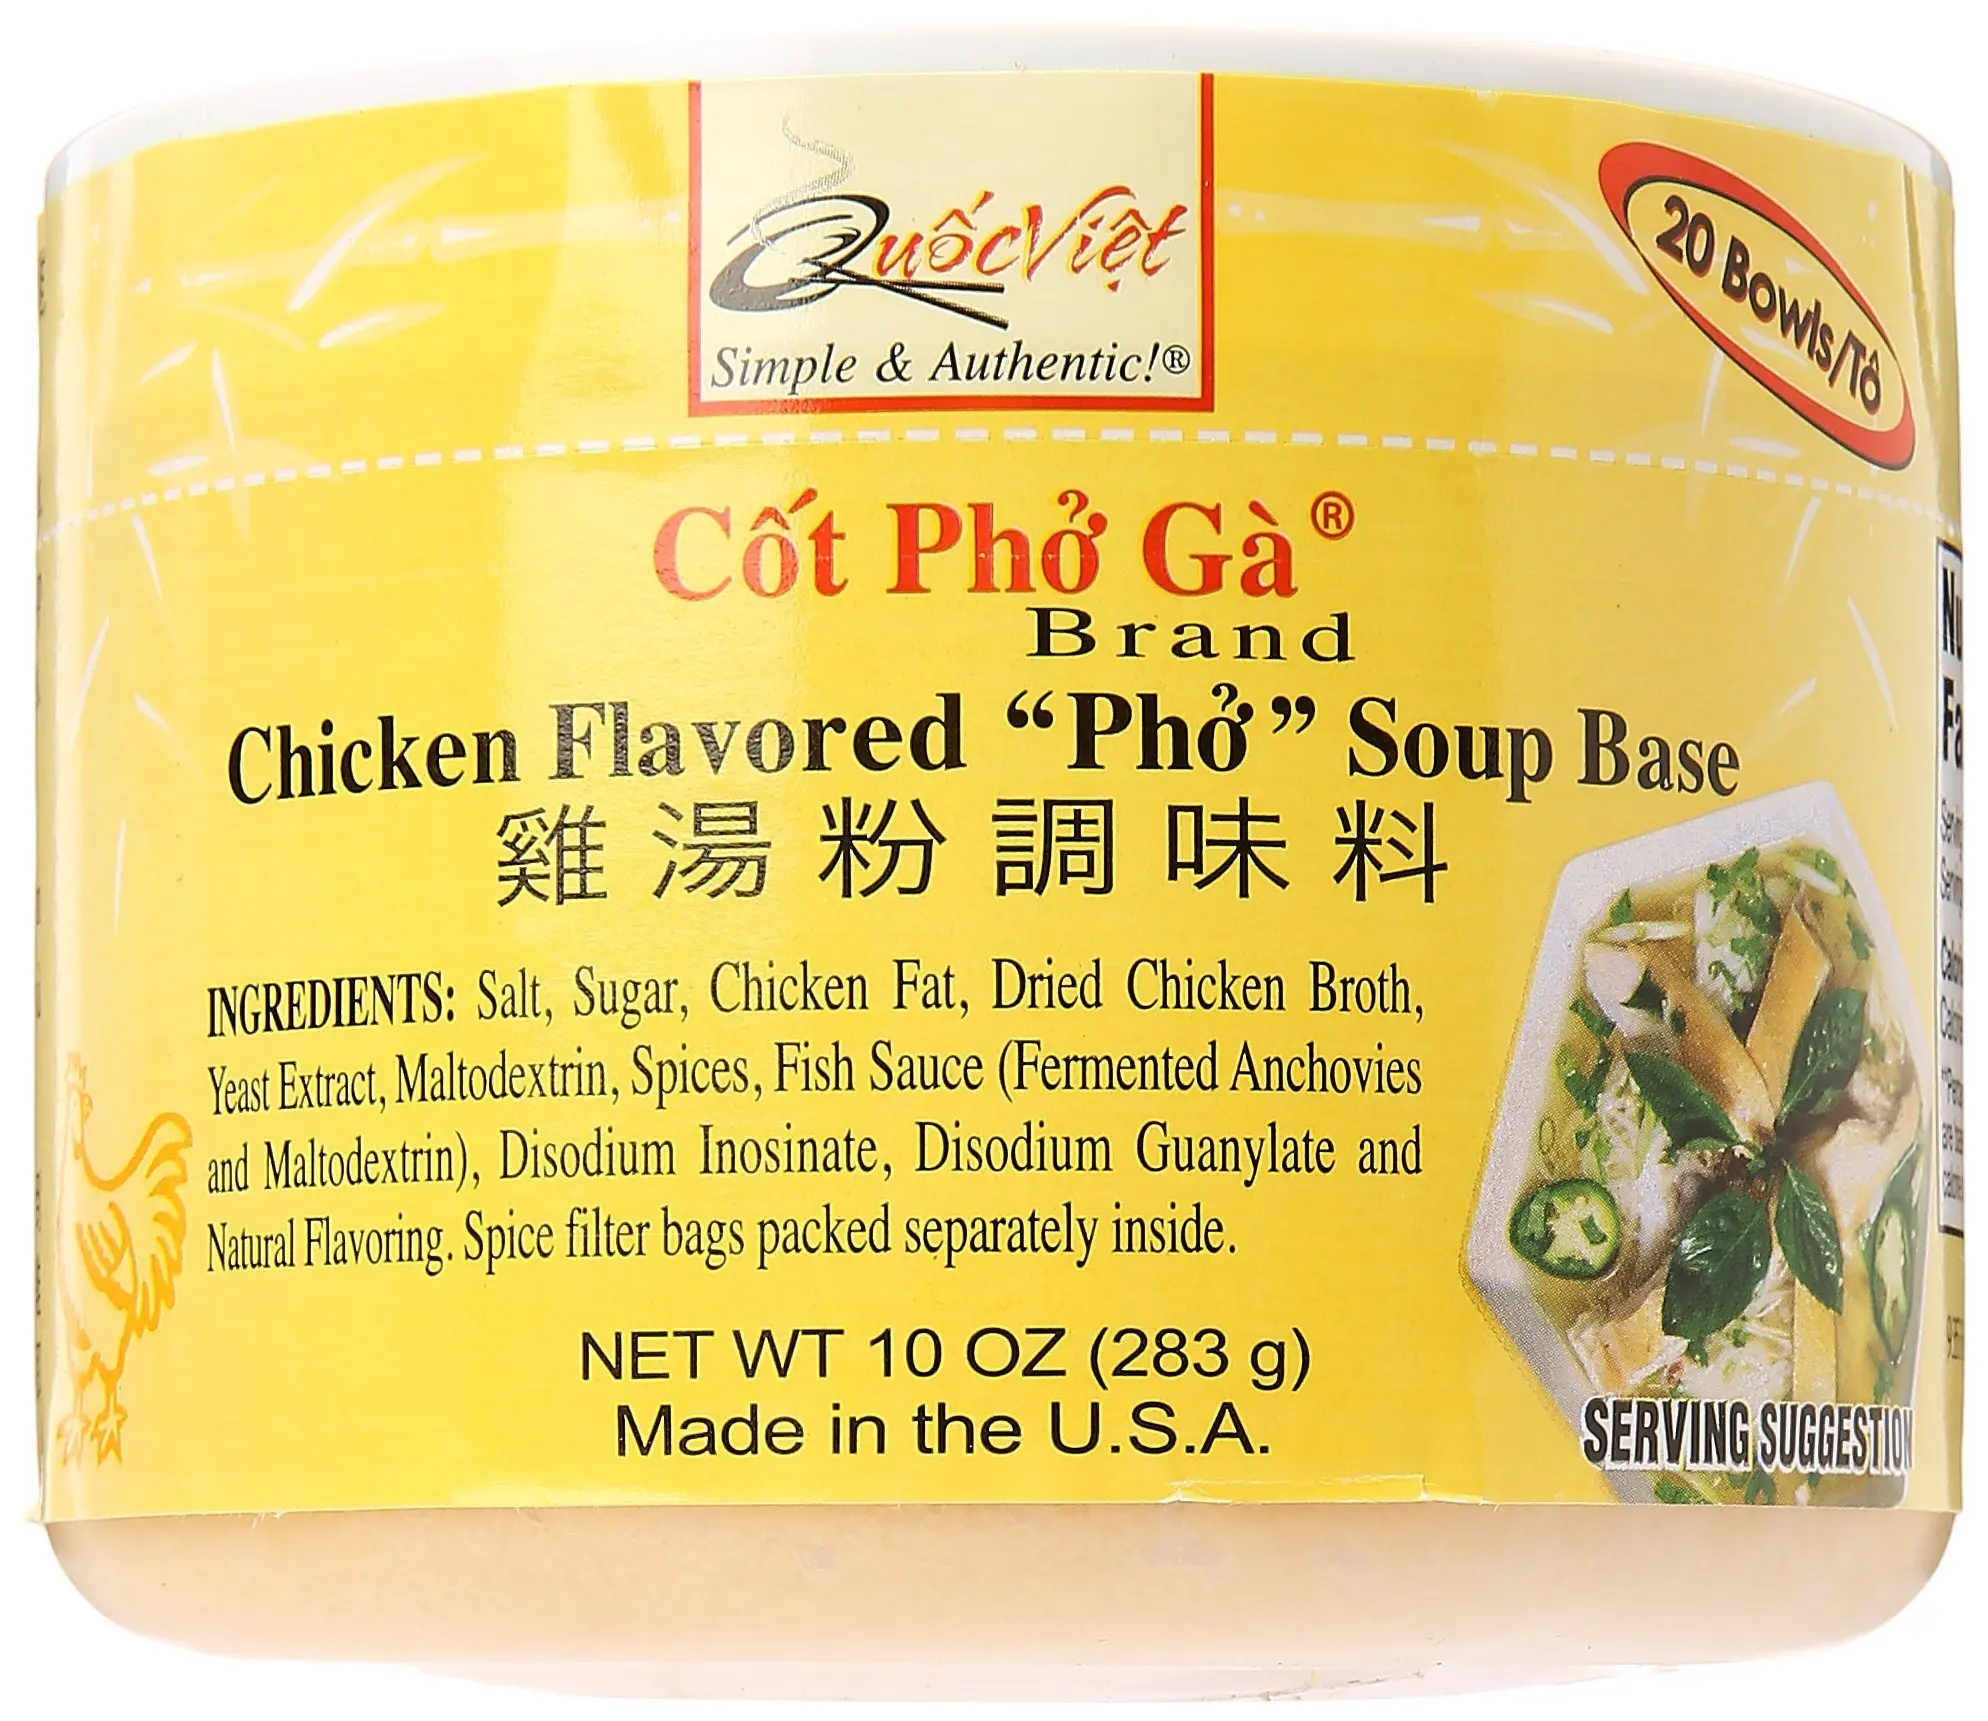 QuốcViệt
Simple & Authentic!®
20 Bowls/Tô
Cốt Phở Gà®
Brand
Chicken Flavored “Phở” Soup Base
雞湯粉調味料
INGREDIENTS: Salt, Sugar, Chicken Fat, Dried Chicken Broth,
Yeast Extract, Maltodextrin, Spices, Fish Sauce (Fermented Anchovies
and Maltodextrin), Disodium Inosinate, Disodium Guanylate and
Natural Flavoring. Spice filter bags packed separately inside.
NET WT 10 OZ (283 g)
Made in the U.S.A.
SERVING SUGGESTION